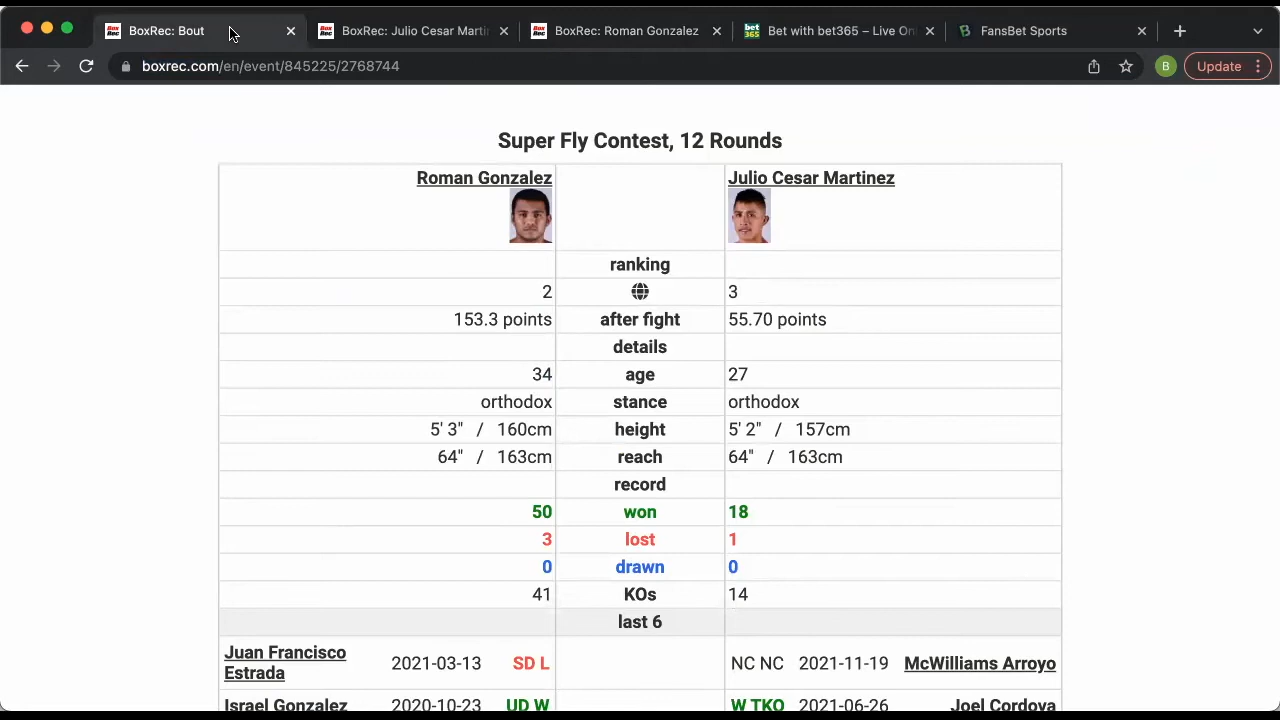 BoxRec: Bout
BoxRec: Julio Cesar Martin
BoxRec: Roman Gonzalez
bet365
Bet with bet365 – Live On
FansBet Sports
boxrec.com/en/event/845225/2768744
B
Update
Super Fly Contest, 12 Rounds
Roman Gonzalez Julio Cesar Martinez
ranking
2 3
153.3 points after fight 55.70 points
details
34 age 27
orthodox stance orthodox
5' 3" / 160cm height 5' 2" / 157cm
64" / 163cm reach 64" / 163cm
record
50 won 18
3 lost 1
0 drawn 0
41 KOs 14
last 6
Juan Francisco Estrada 2021-03-13 SD L NC NC 2021-11-19 McWilliams Arroyo
Israel Gonzalez 2020-10-23 UD W W TKO 2021-06-26 Joel Cordova